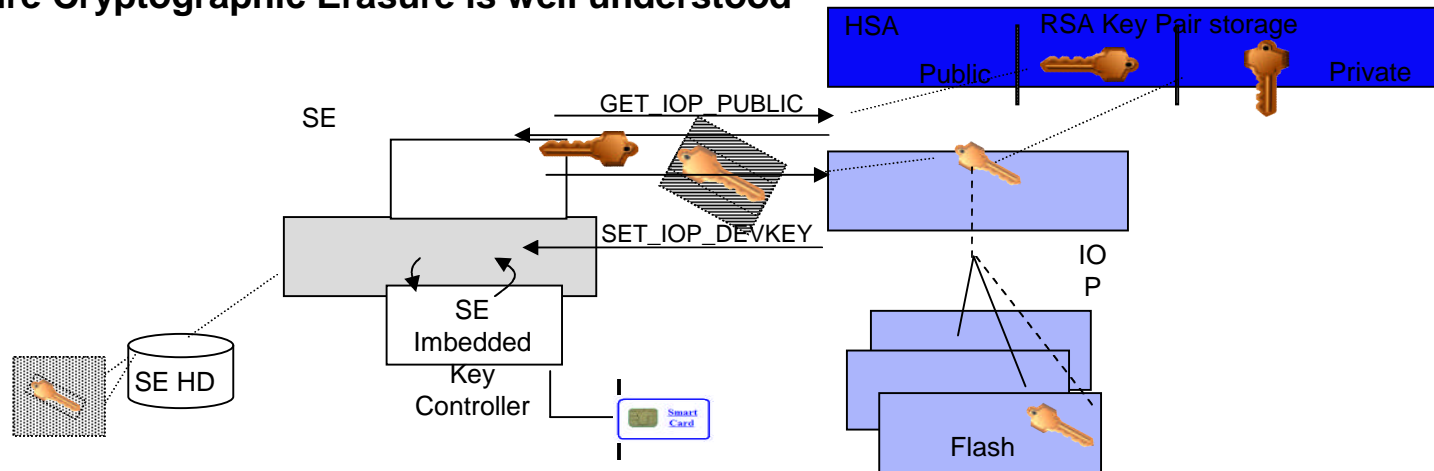 re Cryptographic Erasure is well understood
HSA
RSA Key Pair storage
Public
Private
GET_IOP_PUBLIC
SE
SET_IOP_DEVKEY
IO
P
SE
Imbedded
Key
Controller
SE HD
Smart
Card
Flash